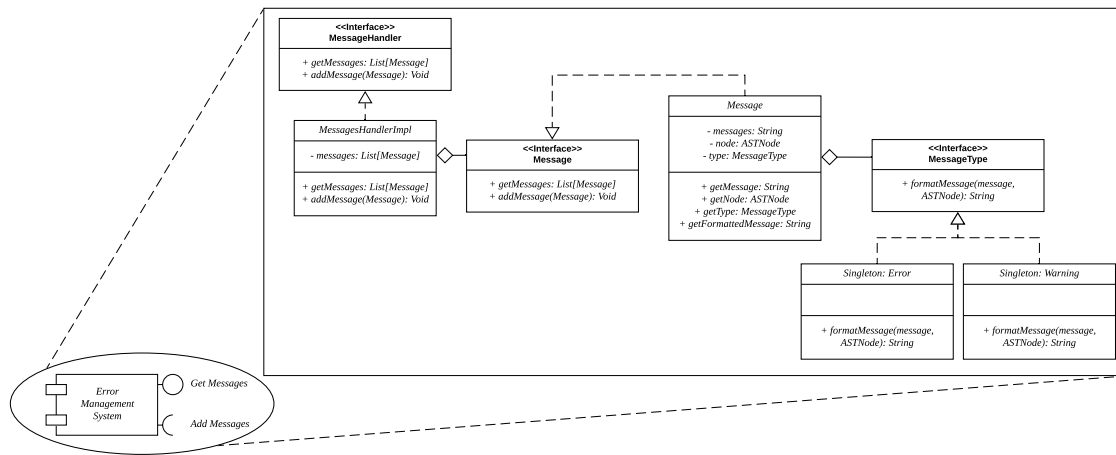 <<Interface>>
MessageHandler
+ getMessages: List[Message]
+ addMessage(Message): Void
MessagesHandlerImpl
- messages: List[Message]
+ getMessages: List[Message]
+ addMessage(Message): Void
<<Interface>>
Message
+ getMessages: List[Message]
+ addMessage(Message): Void
Message
- messages: String
- node: ASTNode
- type: MessageType
+ getMessage: String
+ getNode: ASTNode
+ getType: MessageType
+ getFormattedMessage: String
<<Interface>>
MessageType
+ formatMessage(message,
ASTNode): String
Singleton: Error
+ formatMessage(message,
ASTNode): String
Singleton: Warning
+ formatMessage(message,
ASTNode): String
Error
Management
System
Get Messages
Add Messages